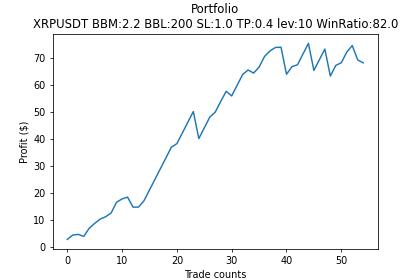 Portfolio
XRPUSDT BBM:2.2 BBL:200 SL:1.0 TP:0.4 lev:10 WinRatio:82.0
70
60
50
40
30
20
10
0
Profit ($)
0 10 20 30 40 50
Trade counts